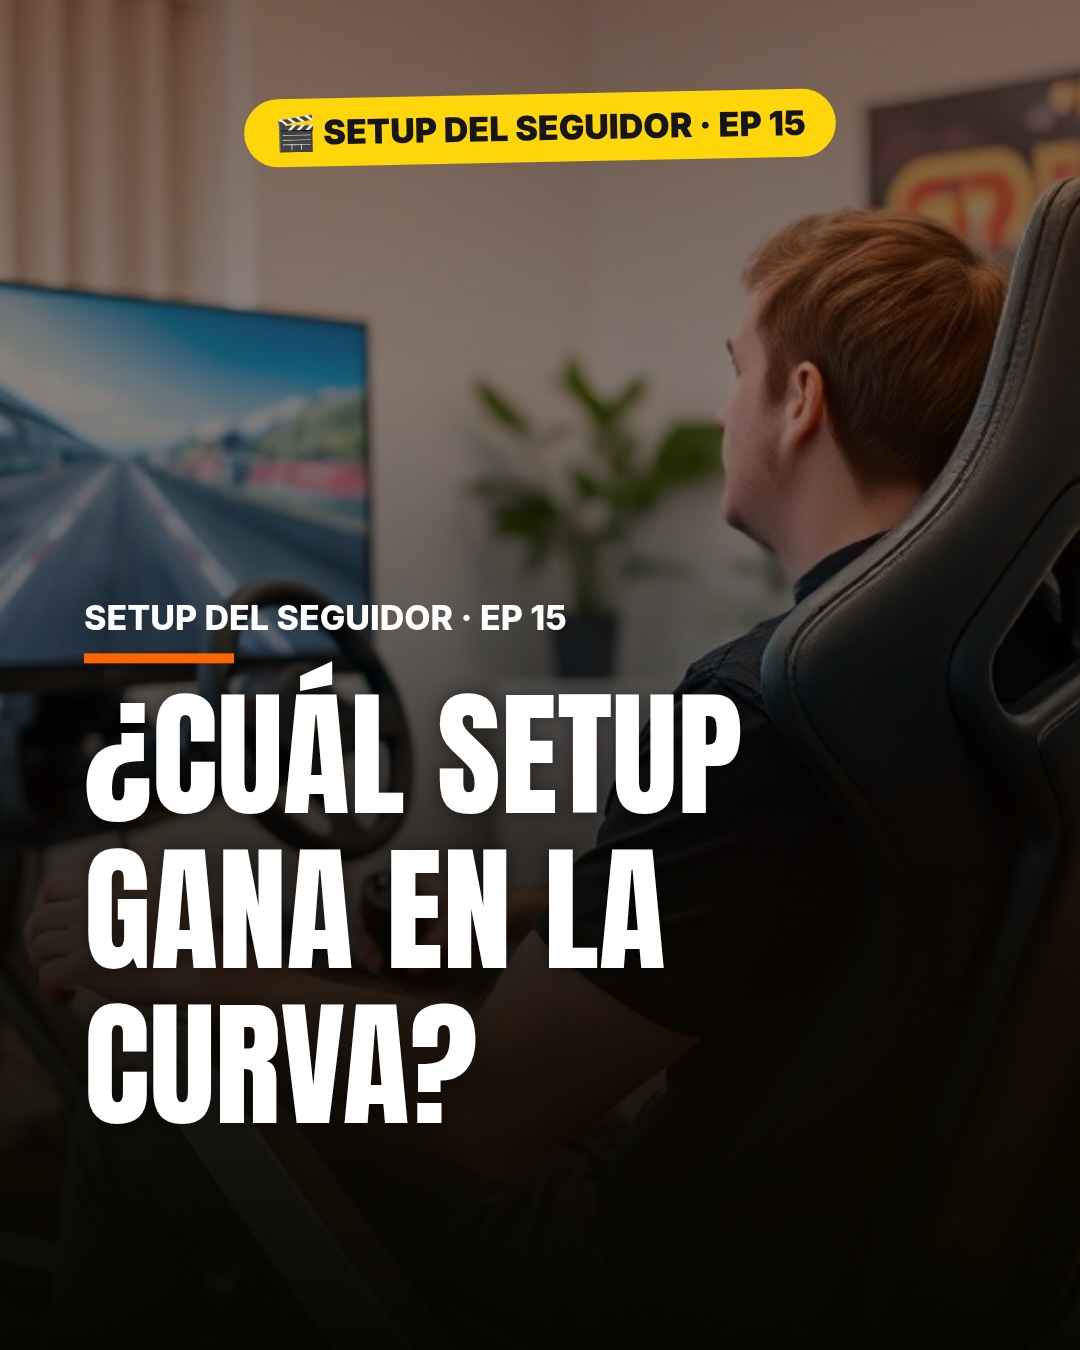 🎬 SETUP DEL SEGUIDOR · EP 15
SETUP DEL SEGUIDOR · EP 15
¿CUÁL SETUP
GANA EN LA
CURVA?